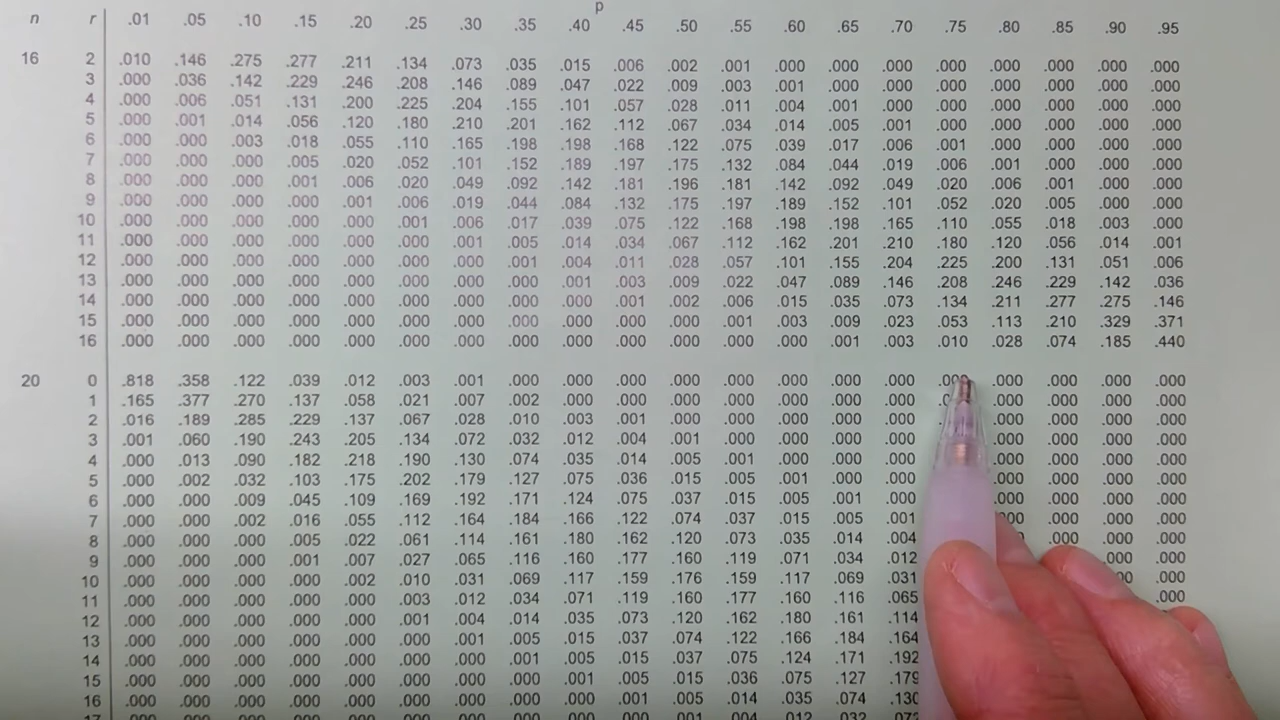 p
n r .01 .05 .10 .15 .20 .25 .30 .35 .40 .45 .50 .55 .60 .65 .70 .75 .80 .85 .90 .95
16 2 .010 .146 .275 .277 .211 .134 .073 .035 .015 .006 .002 .001 .000 .000 .000 .000 .000 .000 .000 .000
3 .000 .036 .142 .229 .246 .208 .146 .089 .047 .022 .009 .003 .001 .000 .000 .000 .000 .000 .000 .000
4 .000 .006 .051 .131 .200 .225 .204 .155 .101 .057 .028 .011 .004 .001 .000 .000 .000 .000 .000 .000
5 .000 .001 .014 .056 .120 .180 .210 .201 .162 .112 .067 .034 .014 .005 .001 .000 .000 .000 .000 .000
6 .000 .000 .003 .018 .055 .110 .165 .198 .198 .168 .122 .075 .039 .017 .006 .001 .000 .000 .000 .000
7 .000 .000 .000 .005 .020 .052 .101 .152 .189 .197 .175 .132 .084 .044 .019 .006 .001 .000 .000 .000
8 .000 .000 .000 .001 .006 .020 .049 .092 .142 .181 .196 .181 .142 .092 .049 .020 .006 .001 .000 .000
9 .000 .000 .000 .000 .001 .006 .019 .044 .084 .132 .175 .197 .189 .152 .101 .052 .020 .005 .000 .000
10 .000 .000 .000 .000 .000 .001 .006 .017 .039 .075 .122 .168 .198 .198 .165 .110 .055 .018 .003 .000
11 .000 .000 .000 .000 .000 .000 .001 .005 .014 .034 .067 .112 .162 .201 .210 .180 .120 .056 .014 .001
12 .000 .000 .000 .000 .000 .000 .000 .001 .004 .011 .028 .057 .101 .155 .204 .225 .200 .131 .051 .006
13 .000 .000 .000 .000 .000 .000 .000 .000 .001 .003 .009 .022 .047 .089 .146 .208 .246 .229 .142 .036
14 .000 .000 .000 .000 .000 .000 .000 .000 .000 .001 .002 .006 .015 .035 .073 .134 .211 .277 .275 .146
15 .000 .000 .000 .000 .000 .000 .000 .000 .000 .000 .000 .001 .003 .009 .023 .053 .113 .210 .329 .371
16 .000 .000 .000 .000 .000 .000 .000 .000 .000 .000 .000 .000 .000 .001 .003 .010 .028 .074 .185 .440
20 0 .818 .358 .122 .039 .012 .003 .001 .000 .000 .000 .000 .000 .000 .000 .000 .000 .000 .000 .000 .000
1 .165 .377 .270 .137 .058 .021 .007 .002 .000 .000 .000 .000 .000 .000 .000 .000 .000 .000 .000
2 .016 .189 .285 .229 .137 .067 .028 .010 .003 .001 .000 .000 .000 .000 .000 .000 .000 .000 .000
3 .001 .060 .190 .243 .205 .134 .072 .032 .012 .004 .001 .000 .000 .000 .000 .000 .000 .000 .000
4 .000 .013 .090 .182 .218 .190 .130 .074 .035 .014 .005 .001 .000 .000 .000 .000 .000 .000 .000
5 .000 .002 .032 .103 .175 .202 .179 .127 .075 .036 .015 .005 .001 .000 .000 .000 .000 .000 .000
6 .000 .000 .009 .045 .109 .169 .192 .171 .124 .075 .037 .015 .005 .001 .000 .000 .000 .000 .000
7 .000 .000 .002 .016 .055 .112 .164 .184 .166 .122 .074 .037 .015 .005 .001 .000 .000 .000
8 .000 .000 .000 .005 .022 .061 .114 .161 .180 .162 .120 .073 .035 .014 .004 .000 .000 .000
9 .000 .000 .000 .001 .007 .027 .065 .116 .160 .177 .160 .119 .071 .034 .012 .000 .000
10 .000 .000 .000 .000 .002 .010 .031 .069 .117 .159 .176 .159 .117 .069 .031 .000 .000
11 .000 .000 .000 .000 .000 .003 .012 .034 .071 .119 .160 .177 .160 .116 .065 .000
12 .000 .000 .000 .000 .000 .001 .004 .014 .035 .073 .120 .162 .180 .161 .114
13 .000 .000 .000 .000 .000 .000 .001 .005 .015 .037 .074 .122 .166 .184 .164
14 .000 .000 .000 .000 .000 .000 .000 .001 .005 .015 .037 .075 .124 .171 .192
15 .000 .000 .000 .000 .000 .000 .000 .000 .001 .005 .015 .036 .075 .127 .179
16 .000 .000 .000 .000 .000 .000 .000 .000 .000 .001 .005 .014 .035 .074 .130